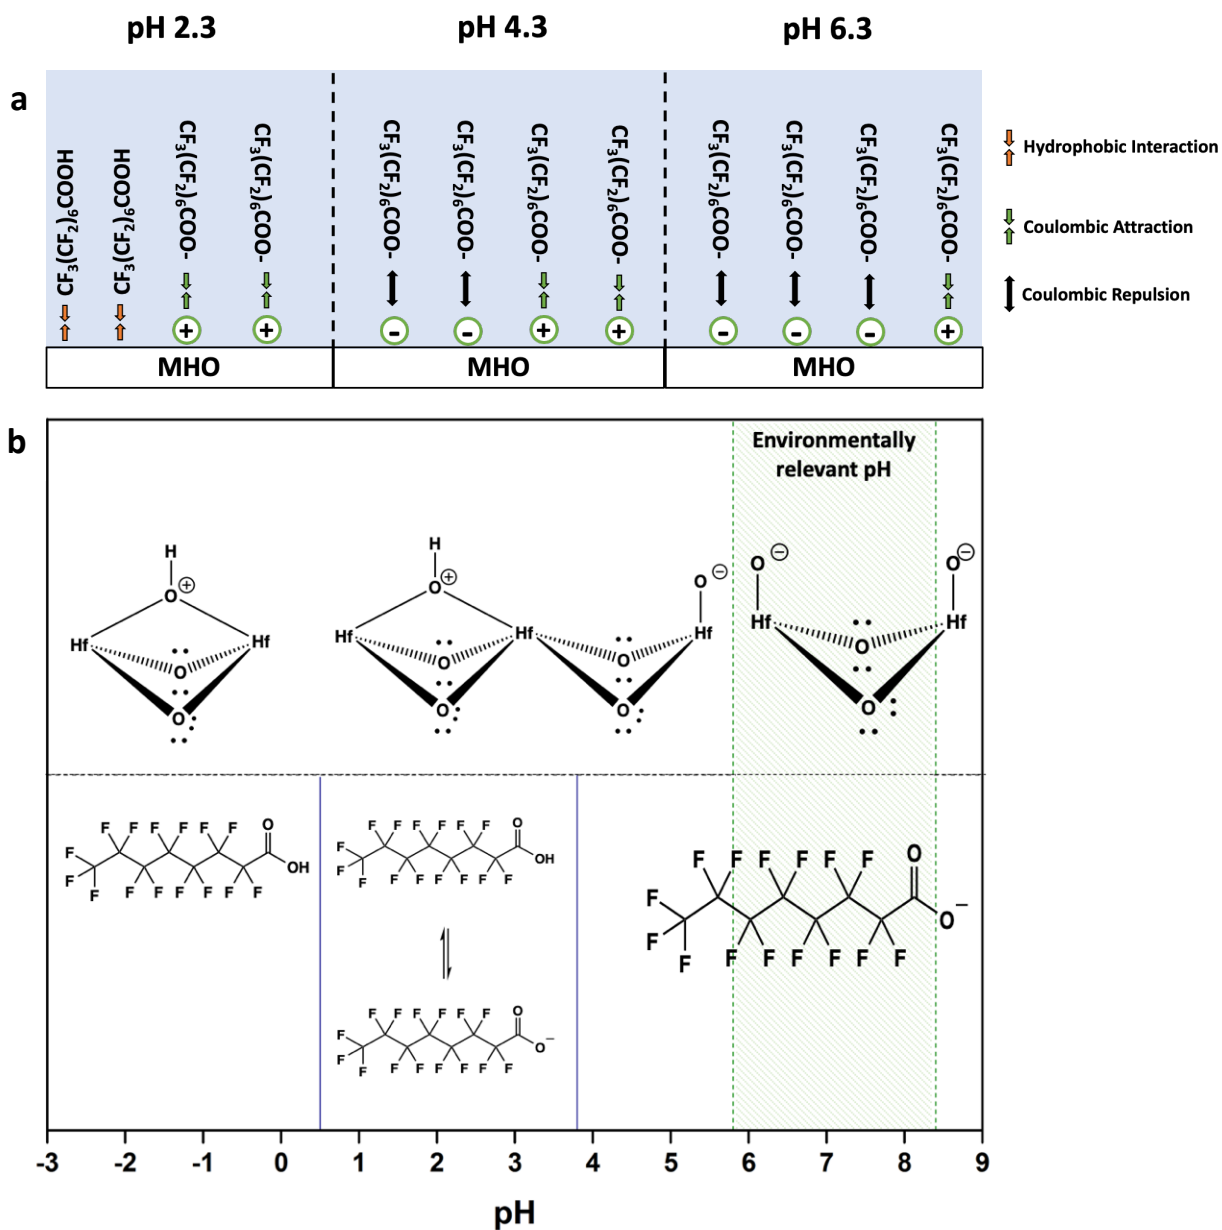 pH 2.3
pH 4.3
pH 6.3
a
CF3(CF2)6COOH
CF3(CF2)6COOH
CF3(CF2)6COO-
CF3(CF2)6COO-
CF3(CF2)6COO-
CF3(CF2)6COO-
CF3(CF2)6COO-
CF3(CF2)6COO-
CF3(CF2)6COO-
CF3(CF2)6COO-
CF3(CF2)6COO-
CF3(CF2)6COO-
+ + - - + + - - - +
MHO
MHO
MHO
Hydrophobic Interaction
Coulombic Attraction
Coulombic Repulsion
b
Environmentally
relevant pH
H
O +
Hf Hf
O
O
H
O +
O -
Hf Hf Hf
O O
O O
O - O -
Hf Hf
O
O
F F F F F F O
F
F OH
F F F F F F F
F F F F F F O
F
F OH
F F F F F F F
F F F F F F O
F
F O-
F F F F F F F
F F F F F F O
F
F O-
F F F F F F F
-3 -2 -1 0 1 2 3 4 5 6 7 8 9
pH